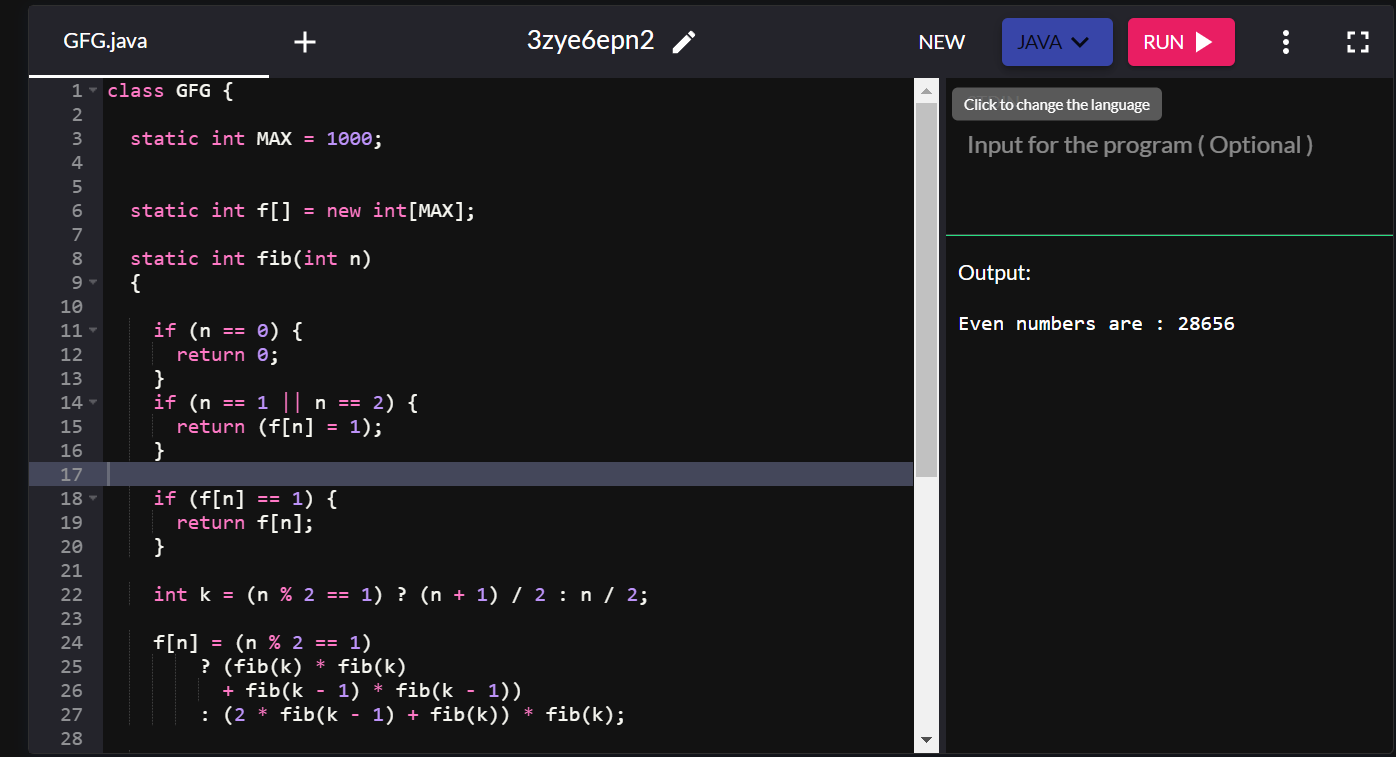 GFG.java + 3zye6epn2 NEW JAVA RUN
1 class GFG {
2
3 static int MAX = 1000;
4
5
6 static int f[] = new int[MAX];
7
8 static int fib(int n)
9 {
10
11 if (n == 0) {
12 return 0;
13 }
14 if (n == 1 || n == 2) {
15 return (f[n] = 1);
16 }
17
18 if (f[n] == 1) {
19 return f[n];
20 }
21
22 int k = (n % 2 == 1) ? (n + 1) / 2 : n / 2;
23
24 f[n] = (n % 2 == 1)
25 ? (fib(k) * fib(k)
26 + fib(k - 1) * fib(k - 1))
27 : (2 * fib(k - 1) + fib(k)) * fib(k);
28
Click to change the language
Input for the program ( Optional )
Output:
Even numbers are : 28656